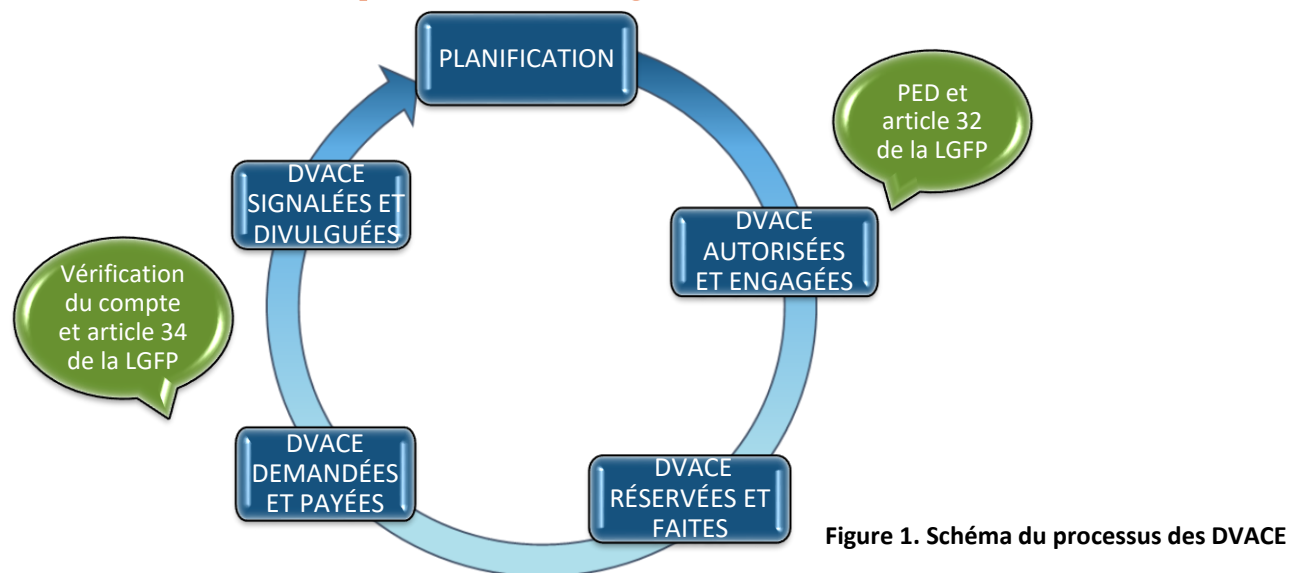 PLANIFICATION
PED et
article 32
de la LGFP
DVACE
AUTORISÉES
ET ENGAGÉES
DVACE
RÉSERVÉES ET
FAITES
DVACE
DEMANDÉES
ET PAYÉES
Vérification
du compte
et article 34
de la LGFP
DVACE
SIGNALÉES ET
DIVULGUÉES
Figure 1. Schéma du processus des DVACE